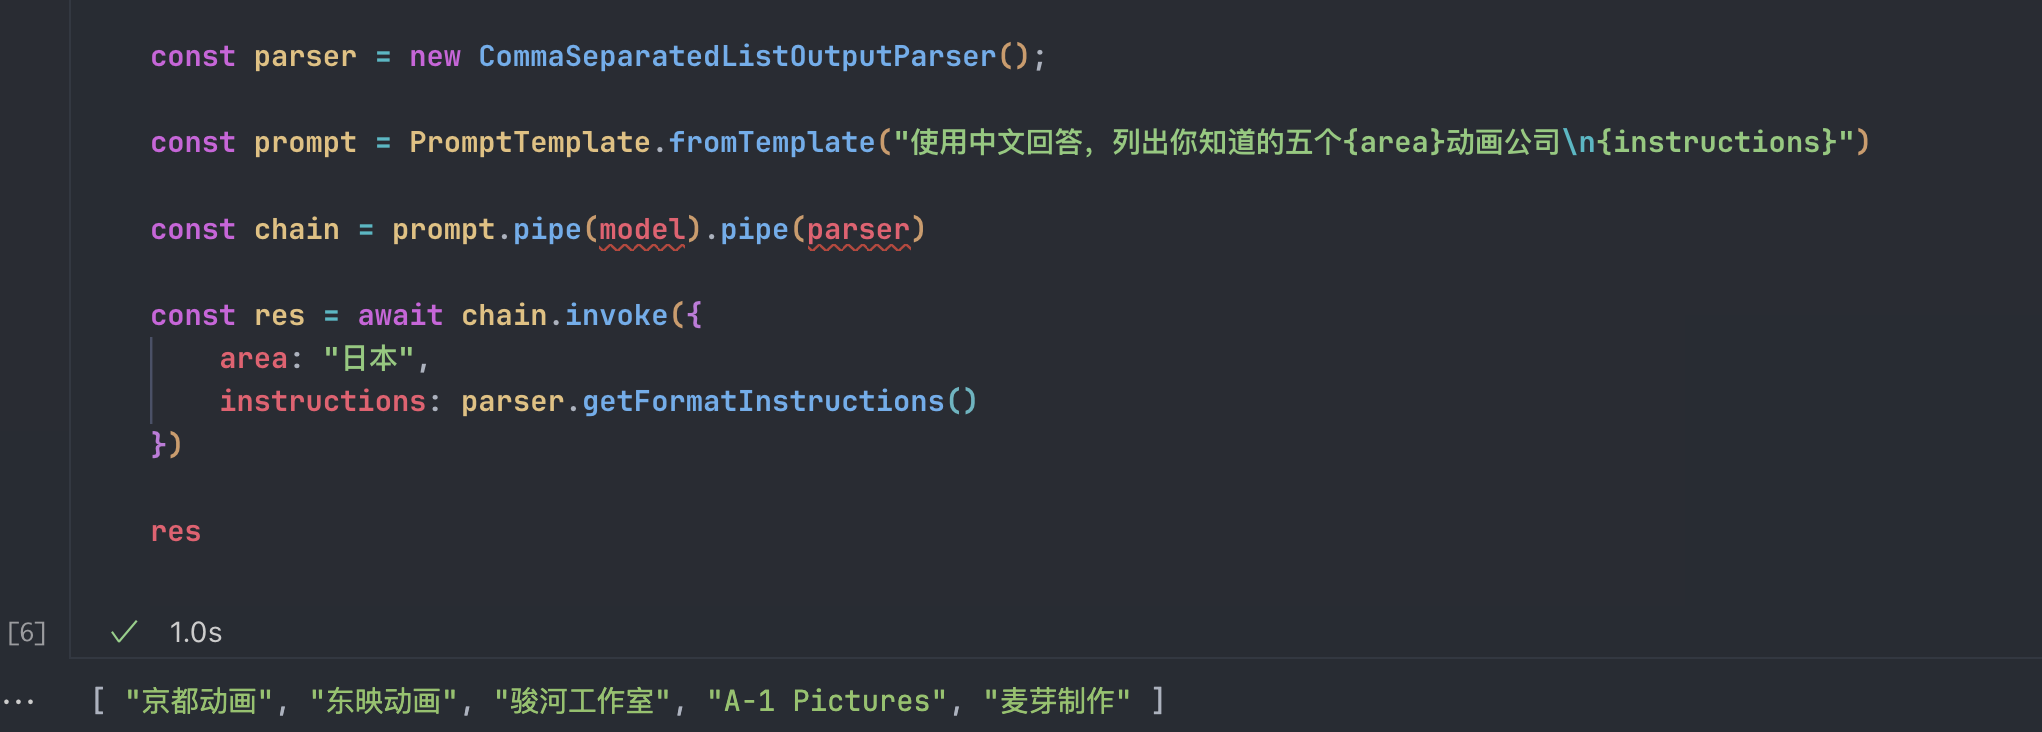 const parser = new CommaSeparatedListOutputParser();
const prompt = PromptTemplate.fromTemplate("使用中文回答，列出你知道的五个{area}动画公司\n{instructions}")
const chain = prompt.pipe(model).pipe(parser)
const res = await chain.invoke({
    area: "日本",
    instructions: parser.getFormatInstructions()
})
res
[6] ✓ 1.0s
... [ "京都动画", "东映动画", "骏河工作室", "A-1 Pictures", "麦芽制作" ]